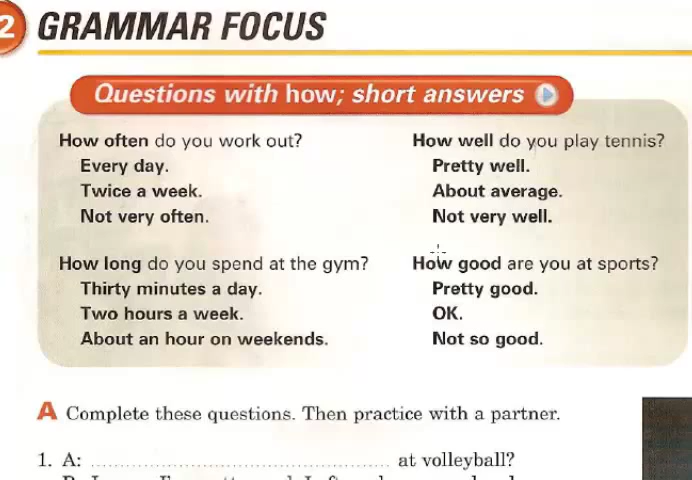 2 GRAMMAR FOCUS
Questions with how; short answers
How often do you work out?
Every day.
Twice a week.
Not very often.
How well do you play tennis?
Pretty well.
About average.
Not very well.
How long do you spend at the gym?
Thirty minutes a day.
Two hours a week.
About an hour on weekends.
How good are you at sports?
Pretty good.
OK.
Not so good.
A Complete these questions. Then practice with a partner.
1. A: ................................................ at volleyball?